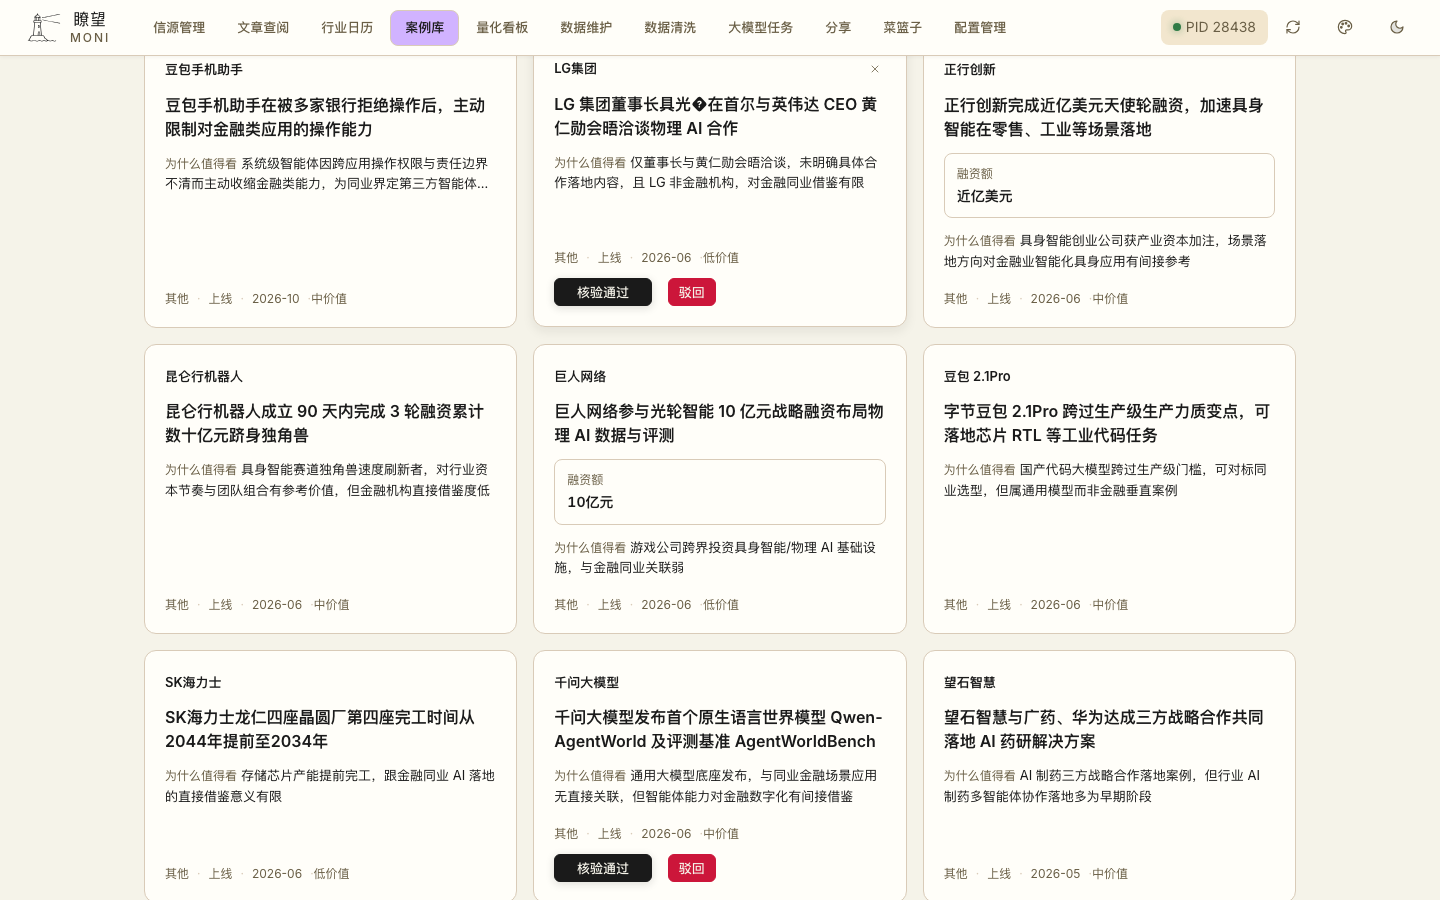 瞭望
MONI
信源管理
文章查阅
行业日历
案例库
量化看板
数据维护
数据清洗
大模型任务
分享
菜篮子
配置管理
PID 28438
豆包手机助手
豆包手机助手在被多家银行拒绝操作后，主动
限制对金融类应用的操作能力
为什么值得看 系统级智能体因跨应用操作权限与责任边界
不清而主动收缩金融类能力，为同业界定第三方智能体...
其他 · 上线 · 2026-10 ·中价值
LG集团
LG 集团董事长具光�在首尔与英伟达 CEO 黄
仁勋会晤洽谈物理 AI 合作
为什么值得看 仅董事长与黄仁勋会晤洽谈，未明确具体合
作落地内容，且 LG 非金融机构，对金融同业借鉴有限
其他 · 上线 · 2026-06 ·低价值
核验通过
驳回
正行创新
正行创新完成近亿美元天使轮融资，加速具身
智能在零售、工业等场景落地
融资额
近亿美元
为什么值得看 具身智能创业公司获产业资本加注，场景落
地方向对金融业智能化具身应用有间接参考
其他 · 上线 · 2026-06 ·中价值
昆仑行机器人
昆仑行机器人成立 90 天内完成 3 轮融资累计
数十亿元跻身独角兽
为什么值得看 具身智能赛道独角兽速度刷新者，对行业资
本节奏与团队组合有参考价值，但金融机构直接借鉴度低
其他 · 上线 · 2026-06 ·中价值
巨人网络
巨人网络参与光轮智能 10 亿元战略融资布局物
理 AI 数据与评测
融资额
10亿元
为什么值得看 游戏公司跨界投资具身智能/物理 AI 基础设
施，与金融同业关联弱
其他 · 上线 · 2026-06 ·低价值
豆包 2.1Pro
字节豆包 2.1Pro 跨过生产级生产力质变点，可
落地芯片 RTL 等工业代码任务
为什么值得看 国产代码大模型跨过生产级门槛，可对标同
业选型，但属通用模型而非金融垂直案例
其他 · 上线 · 2026-06 ·中价值
SK海力士
SK海力士龙仁四座晶圆厂第四座完工时间从
2044年提前至2034年
为什么值得看 存储芯片产能提前完工，跟金融同业 AI 落地
的直接借鉴意义有限
其他 · 上线 · 2026-06 ·低价值
千问大模型
千问大模型发布首个原生语言世界模型 Qwen-
AgentWorld 及评测基准 AgentWorldBench
为什么值得看 通用大模型底座发布，与同业金融场景应用
无直接关联，但智能体能力对金融数字化有间接借鉴
其他 · 上线 · 2026-06 ·中价值
核验通过
驳回
望石智慧
望石智慧与广药、华为达成三方战略合作共同
落地 AI 药研解决方案
为什么值得看 AI 制药三方战略合作落地案例，但行业 AI
制药多智能体协作落地多为早期阶段
其他 · 上线 · 2026-05 ·中价值